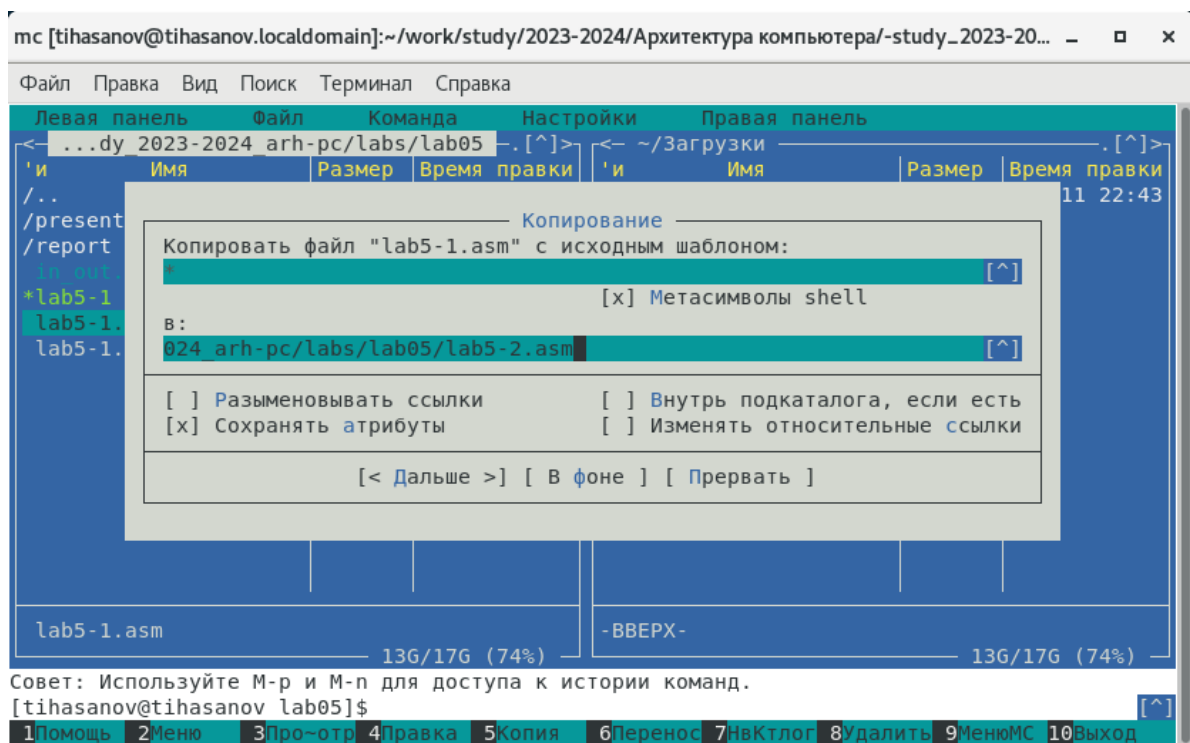 mc [tihasanov@tihasanov.localdomain]:~/work/study/2023-2024/Архитектура компьютера/-study_2023-20...
Файл Правка Вид Поиск Терминал Справка
Левая панель Файл Команда Настройки Правая панель
<— ...dy_2023-2024_arh-pc/labs/lab05 —.[^]> <— ~/Загрузки —.[^]>
'и Имя Размер Время правки 'и Имя Размер Время правки
/.. 11 22:43
/present
Копирование
/report Копировать файл "lab5-1.asm" с исходным шаблоном:
in_out. * [^]
*lab5-1 [x] Метасимволы shell
lab5-1. в:
lab5-1. 024_arh-pc/labs/lab05/lab5-2.asm [^]
[ ] Разыменовывать ссылки [ ] Внутрь подкаталога, если есть
[x] Сохранять атрибуты [ ] Изменять относительные ссылки
[< Дальше >] [ В фоне ] [ Прервать ]
lab5-1.asm -ВВЕРХ-
13G/17G (74%) 13G/17G (74%)
Совет: Используйте M-p и M-n для доступа к истории команд.
[tihasanov@tihasanov lab05]$ [^]
1Помощь 2Меню 3Про~отр 4Правка 5Копия 6Перенос 7НвКтлог 8Удалить 9МенюMC 10Выход